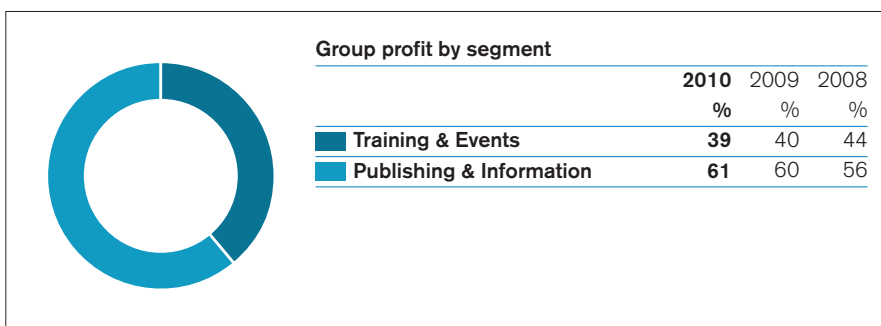 Group profit by segment
2010 2009 2008
% % %
Training & Events 39 40 44
Publishing & Information 61 60 56